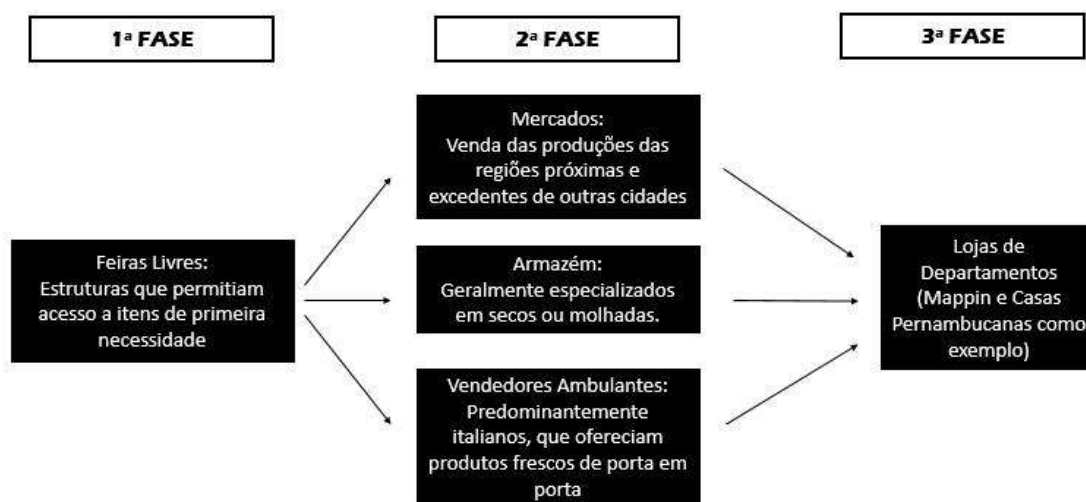 1ª FASE
2ª FASE
3ª FASE
Feiras Livres:
Estruturas que permitiam
acesso a itens de primeira
necessidade
Mercados:
Venda das produções das
regiões próximas e
excedentes de outras cidades
Armazém:
Geralmente especializados
em secos ou molhadas.
Vendedores Ambulantes:
Predominantemente
italianos, que ofereciam
produtos frescos de porta em
porta
Lojas de
Departamentos
(Mappin e Casas
Pernambucanas como
exemplo)